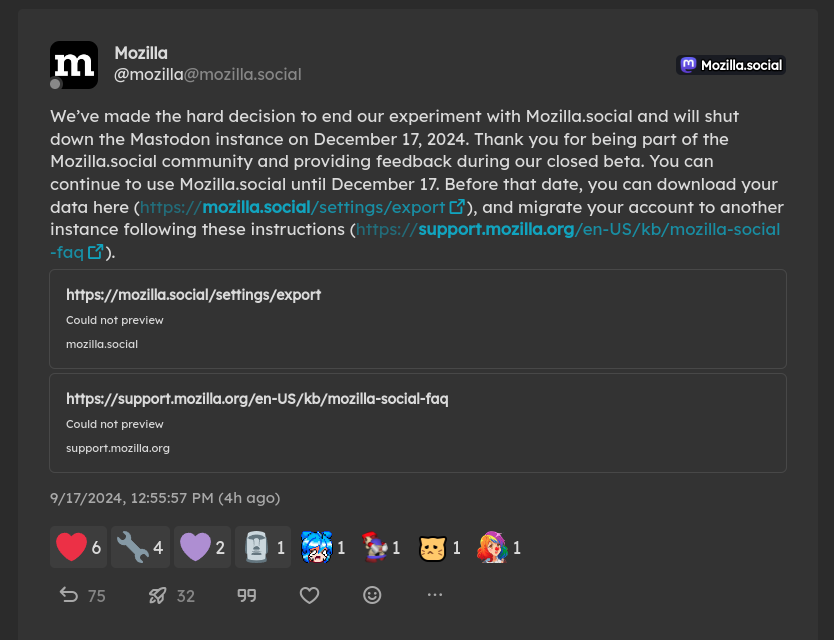 m
Mozilla
@mozilla@mozilla.social
m Mozilla.social
We’ve made the hard decision to end our experiment with Mozilla.social and will shut
down the Mastodon instance on December 17, 2024. Thank you for being part of the
Mozilla.social community and providing feedback during our closed beta. You can
continue to use Mozilla.social until December 17. Before that date, you can download your
data here (https://mozilla.social/settings/export), and migrate your account to another
instance following these instructions (https://support.mozilla.org/en-US/kb/mozilla-social
-faq).
https://mozilla.social/settings/export
Could not preview
mozilla.social
https://support.mozilla.org/en-US/kb/mozilla-social-faq
Could not preview
support.mozilla.org
9/17/2024, 12:55:57 PM (4h ago)
6 4 2 1 1 1 1 1
75 32